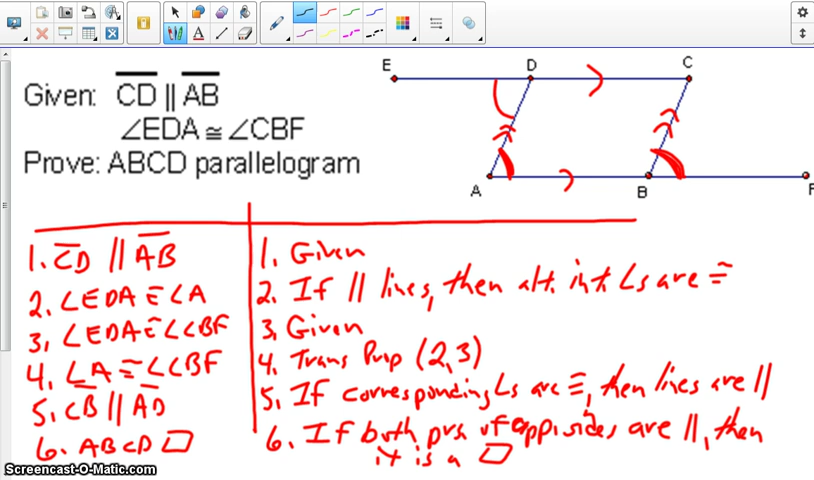 Given: CD || AB
∠EDA ≅ ∠CBF
Prove: ABCD parallelogram
E D C
A B F
1. CD || AB 1. Given
2. ∠EDA ≅ ∠A 2. If || lines, then alt. int. ∠s are ≅
3. ∠EDA ≅ ∠CBF 3. Given
4. ∠A ≅ ∠CBF 4. Trans Prop (2,3)
5. CB || AD 5. If corresponding ∠s are ≅, then lines are ||
6. ABCD ▱ 6. If both prs of opp sides are ||, then
it is a ▱
Screencast-O-Matic.com